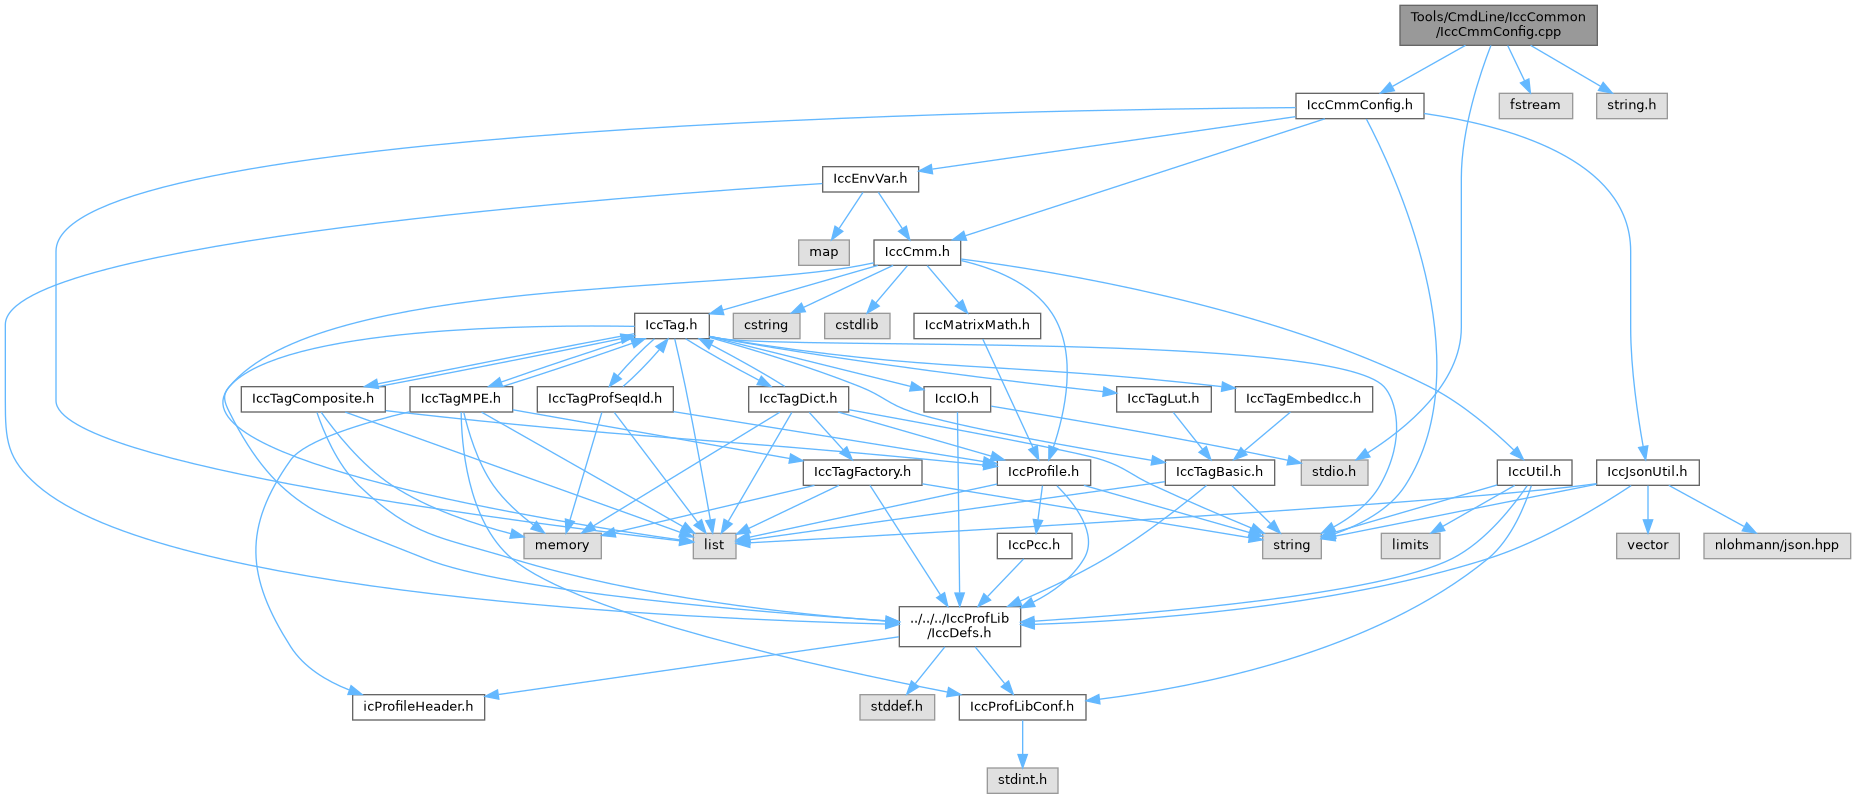 Tools/CmdLine/IccCommon
/IccCmmConfig.cpp
IccCmmConfig.h
fstream
string.h
IccEnvVar.h
map
IccCmm.h
IccTag.h
cstring
cstdlib
IccMatrixMath.h
IccTagComposite.h
IccTagMPE.h
IccTagProfSeqId.h
IccTagDict.h
IccIO.h
IccTagLut.h
IccTagEmbedIcc.h
IccTagFactory.h
IccProfile.h
IccTagBasic.h
stdio.h
IccUtil.h
IccJsonUtil.h
memory
list
IccPcc.h
string
limits
vector
nlohmann/json.hpp
../../../IccProfLib
/IccDefs.h
icProfileHeader.h
stddef.h
IccProfLibConf.h
stdint.h